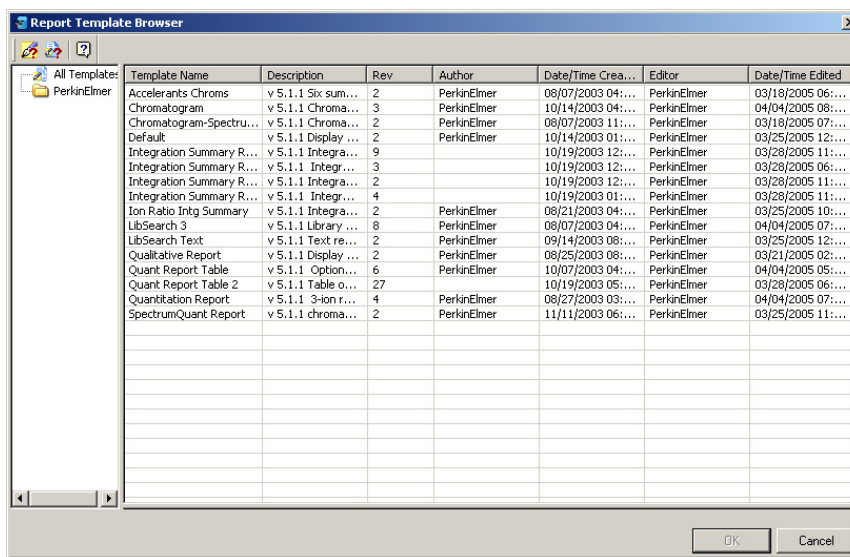 Report Template Browser
All Templates
PerkinElmer
Template Name Description Rev Author Date/Time Crea... Editor Date/Time Edited
Accelerants Chroms v 5.1.1 Six sum... 2 PerkinElmer 08/07/2003 04:... PerkinElmer 03/18/2005 06:...
Chromatogram v 5.1.1 Chroma... 3 PerkinElmer 10/14/2003 04:... PerkinElmer 04/04/2005 08:...
Chromatogram-Spectru... v 5.1.1 Chroma... 2 PerkinElmer 08/07/2003 11:... PerkinElmer 03/18/2005 07:...
Default v 5.1.1 Display ... 2 PerkinElmer 10/14/2003 01:... PerkinElmer 03/25/2005 12:...
Integration Summary R... v 5.1.1 Integra... 9 10/19/2003 12:... PerkinElmer 03/28/2005 11:...
Integration Summary R... v 5.1.1 Integr... 3 10/19/2003 12:... PerkinElmer 03/28/2005 06:...
Integration Summary R... v 5.1.1 Integra... 2 10/19/2003 12:... PerkinElmer 03/28/2005 11:...
Integration Summary R... v 5.1.1 Integr... 4 10/19/2003 01:... PerkinElmer 03/28/2005 11:...
Ion Ratio Intg Summary v 5.1.1 Integra... 2 PerkinElmer 08/21/2003 04:... PerkinElmer 03/25/2005 10:...
LibSearch 3 v 5.1.1 Library ... 8 PerkinElmer 08/07/2003 04:... PerkinElmer 04/04/2005 07:...
LibSearch Text v 5.1.1 Text re... 2 PerkinElmer 09/14/2003 08:... PerkinElmer 03/25/2005 12:...
Qualitative Report v 5.1.1 Display ... 2 PerkinElmer 08/25/2003 08:... PerkinElmer 03/21/2005 02:...
Quant Report Table v 5.1.1 Option... 6 PerkinElmer 10/07/2003 04:... PerkinElmer 04/04/2005 05:...
Quant Report Table 2 v 5.1.1 Table o... 27 10/19/2003 05:... PerkinElmer 03/28/2005 06:...
Quantitation Report v 5.1.1 3-ion r... 4 PerkinElmer 08/27/2003 03:... PerkinElmer 04/04/2005 07:...
SpectrumQuant Report v 5.1.1 chroma... 2 PerkinElmer 11/11/2003 06:... PerkinElmer 03/25/2005 11:...
OK Cancel